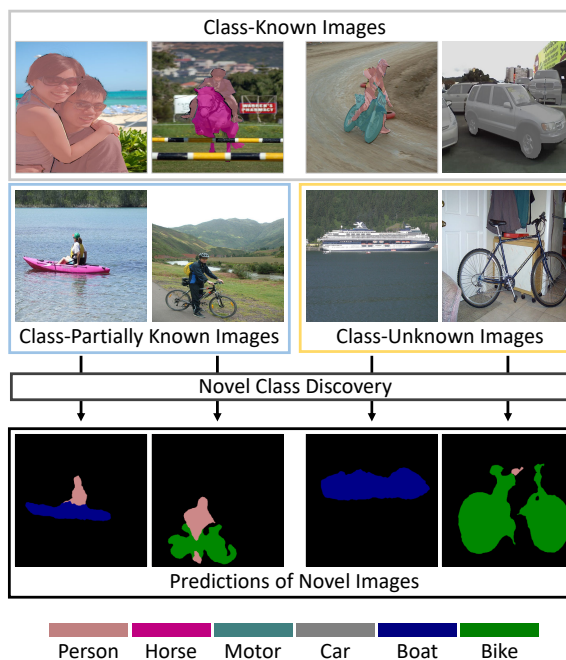 Class-Known Images
Class-Partially Known Images
Class-Unknown Images
Novel Class Discovery
Predictions of Novel Images
Person Horse Motor Car Boat Bike